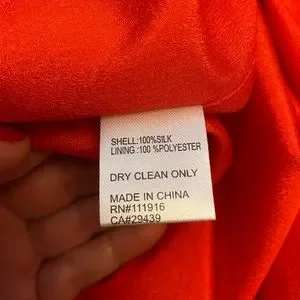 SHELL:100%SILK
LINING :100 %POLYESTER
DRY CLEAN ONLY
MADE IN CHINA
RN#111916
CA#29439